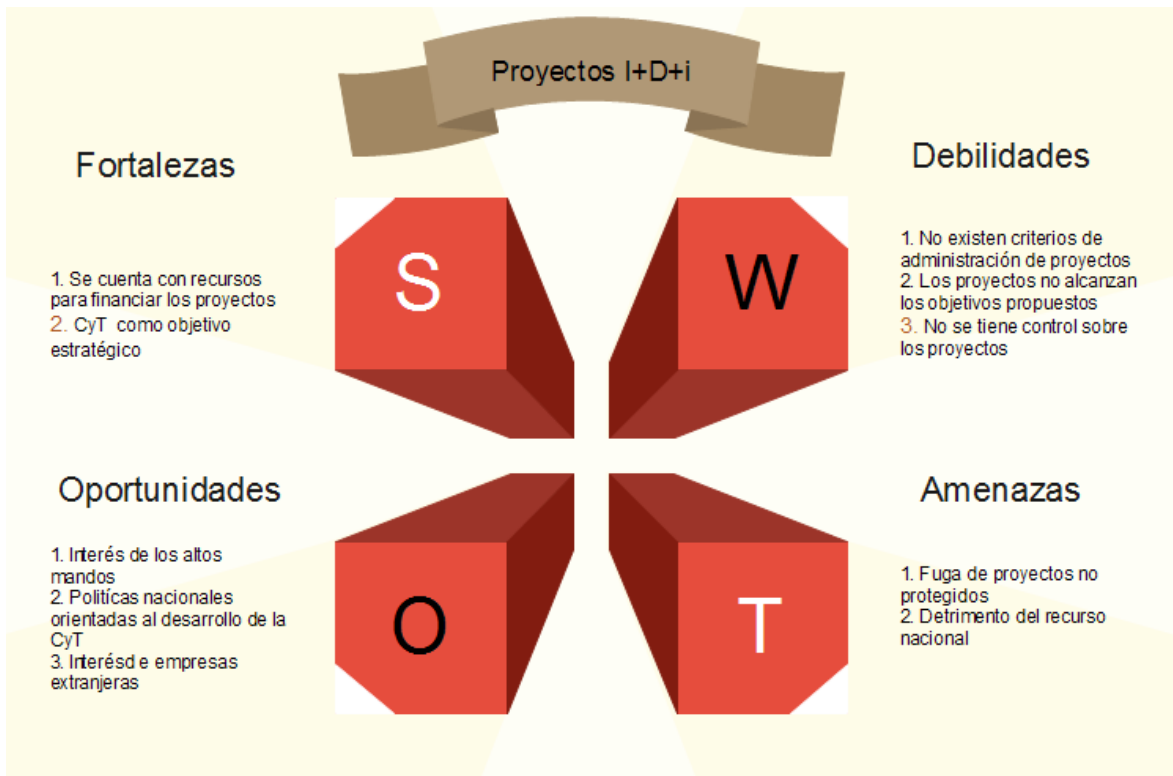 Proyectos I+D+i
Fortalezas
1. Se cuenta con recursos
para financiar los proyectos
2. CyT como objetivo
estratégico
S
Debilidades
1. No existen criterios de
administración de proyectos
2. Los proyectos no alcanzan
los objetivos propuestos
3. No se tiene control sobre
los proyectos
W
Oportunidades
1. Interés de los altos
mandos
2. Politícas nacionales
orientadas al desarrollo de la
CyT
3. Interésd e empresas
extranjeras
O
Amenazas
1. Fuga de proyectos no
protegidos
2. Detrimento del recurso
nacional
T